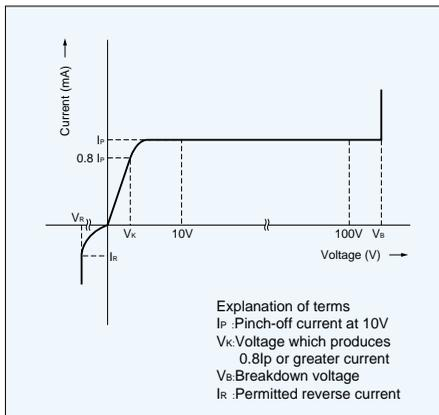 Current (mA)
IP
0.8 IP
VR
VK
10V
100V
VB
IR
Voltage (V)
Explanation of terms
IP :Pinch-off current at 10V
VK:Voltage which produces
0.8Ip or greater current
VB:Breakdown voltage
IR :Permitted reverse current